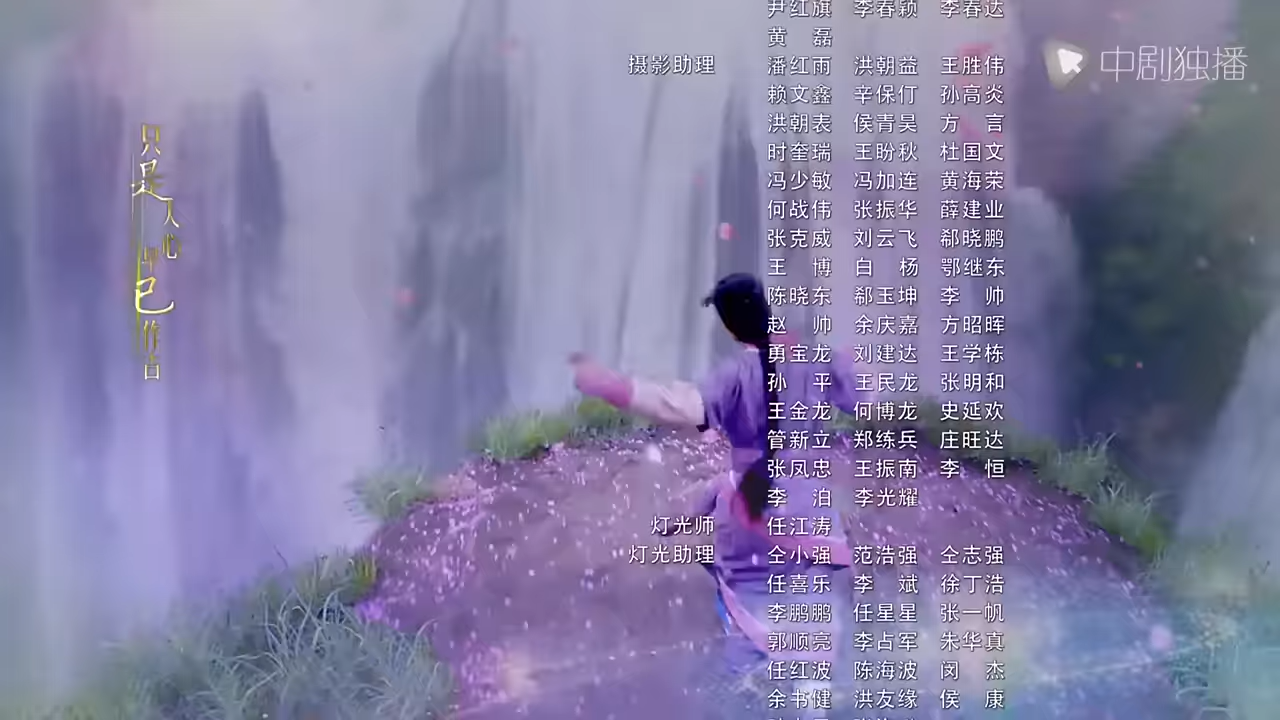 尹红旗 李春颖 李春达
黄 磊
摄影助理 潘红雨 洪朝益 王胜伟
赖文鑫 辛保仃 孙高炎
洪朝表 侯青昊 方 言
时奎瑞 王盼秋 杜国文
冯少敏 冯加连 黄海荣
何战伟 张振华 薛建业
张克威 刘云飞 郗晓鹏
王 博 白 杨 鄂继东
陈晓东 郗玉坤 李 帅
赵 帅 余庆嘉 方昭晖
勇宝龙 刘建达 王学栋
孙 平 王民龙 张明和
王金龙 何博龙 史延欢
管新立 郑练兵 庄旺达
张凤忠 王振南 李 恒
李 泊 李光耀
灯光师 任江涛
灯光助理 仝小强 范浩强 仝志强
任喜乐 李 斌 徐丁浩
李鹏鹏 任星星 张一帆
郭顺亮 李占军 朱华真
任红波 陈海波 闵 杰
余书健 洪友缘 侯 康
中剧独播
只是人心早已作古